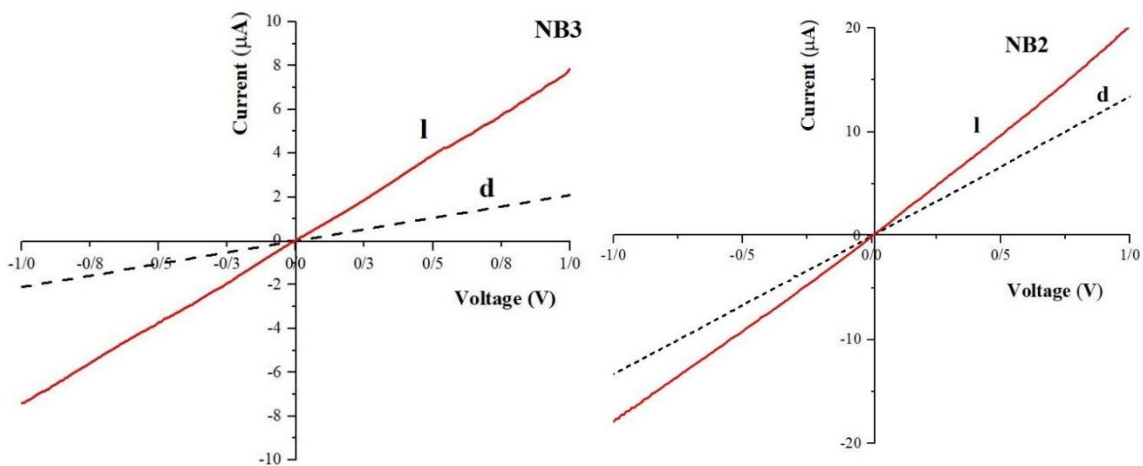 10
NB3
Current (µA)
8
6
l
4
d
2
0
-1/0 -0/8 -0/5 -0/3 0/0 0/3 0/5 0/8 1/0
Voltage (V)
-2
-4
-6
-8
-10
20
NB2
Current (µA)
d
10
l
0
-1/0 -0/5 0/0 0/5 1/0
Voltage (V)
-10
-20